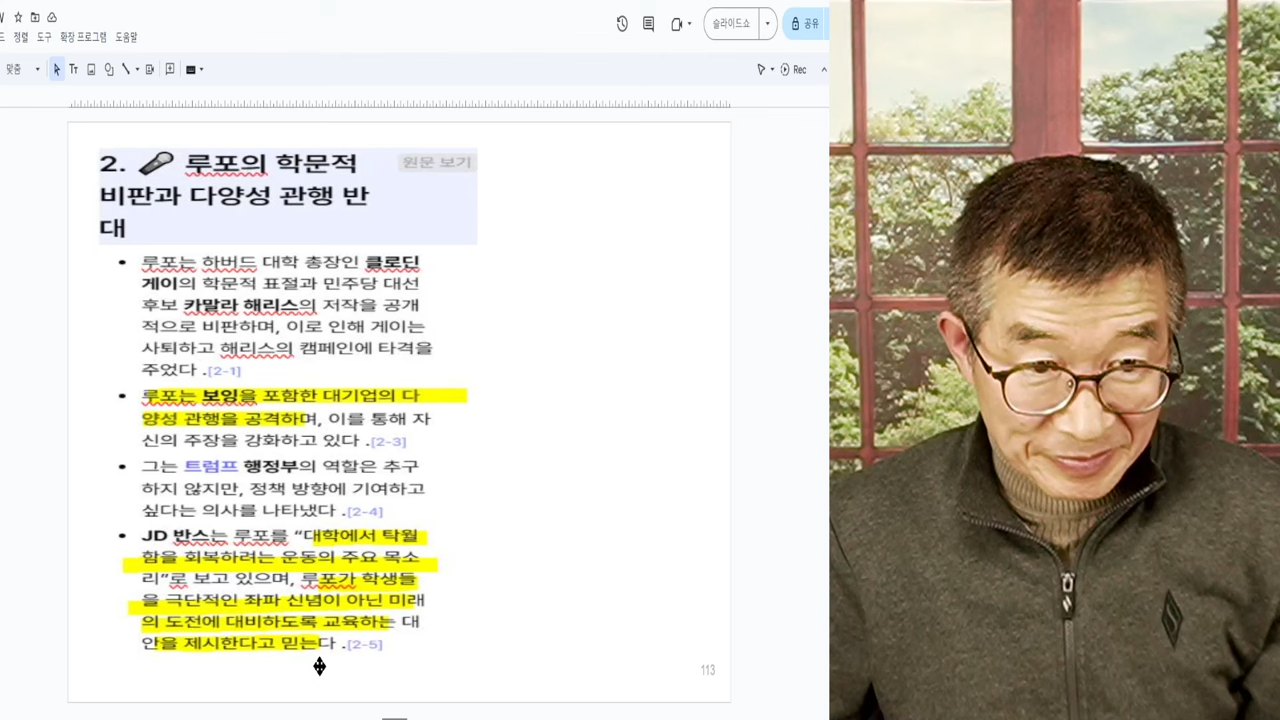 정렬 도구 확장 프로그램 도움말
슬라이드쇼
공유
맞춤
Rec
2. 🎤 루포의 학문적
원문 보기
비판과 다양성 관행 반
대
루포는 하버드 대학 총장인 클로딘
게이의 학문적 표절과 민주당 대선
후보 카말라 해리스의 저작을 공개
적으로 비판하며, 이로 인해 게이는
사퇴하고 해리스의 캠페인에 타격을
주었다 .[2-1]
루포는 보잉을 포함한 대기업의 다
양성 관행을 공격하며, 이를 통해 자
신의 주장을 강화하고 있다 .[2-3]
그는 트럼프 행정부의 역할은 추구
하지 않지만, 정책 방향에 기여하고
싶다는 의사를 나타냈다 .[2-4]
JD 반스는 루포를 “대학에서 탁월
함을 회복하려는 운동의 주요 목소
리”로 보고 있으며, 루포가 학생들
을 극단적인 좌파 신념이 아닌 미래
의 도전에 대비하도록 교육하는 대
안을 제시한다고 믿는다 .[2-5]
113